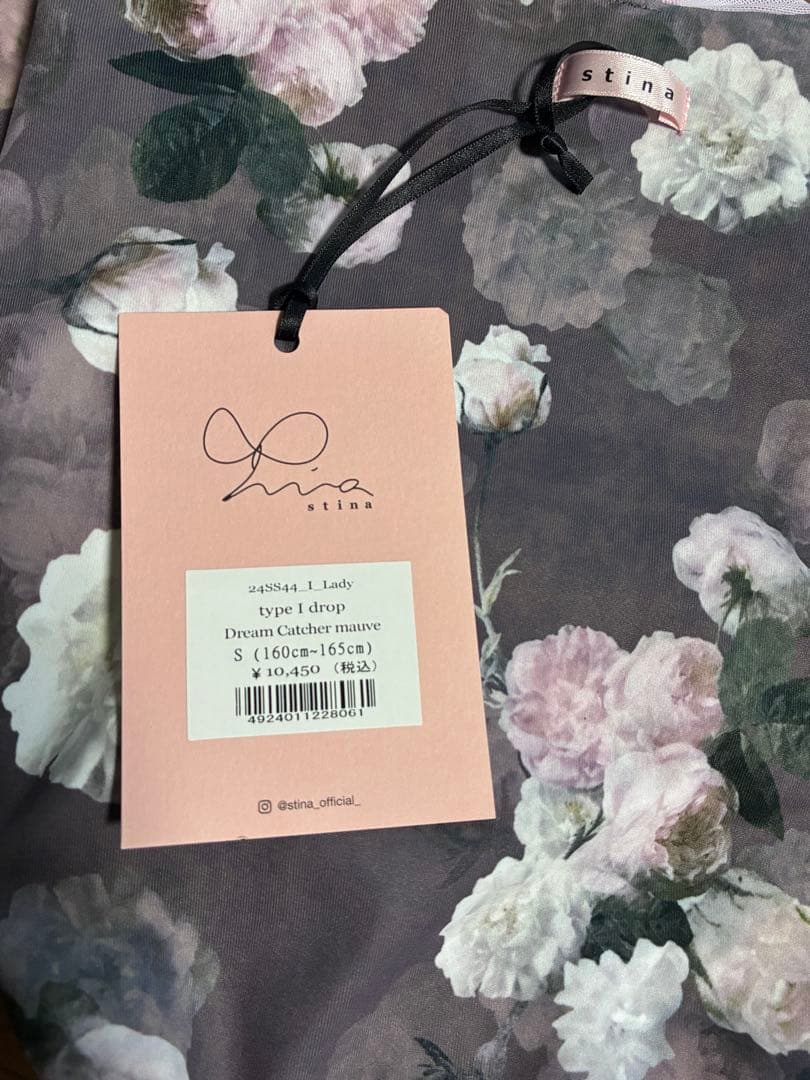 stina
stina
stina
24SS44_I_Lady
type I drop
Dream Catcher mauve
S (160cm~165cm)
¥ 10,450 （税込）
4924011228061
@stina_official_